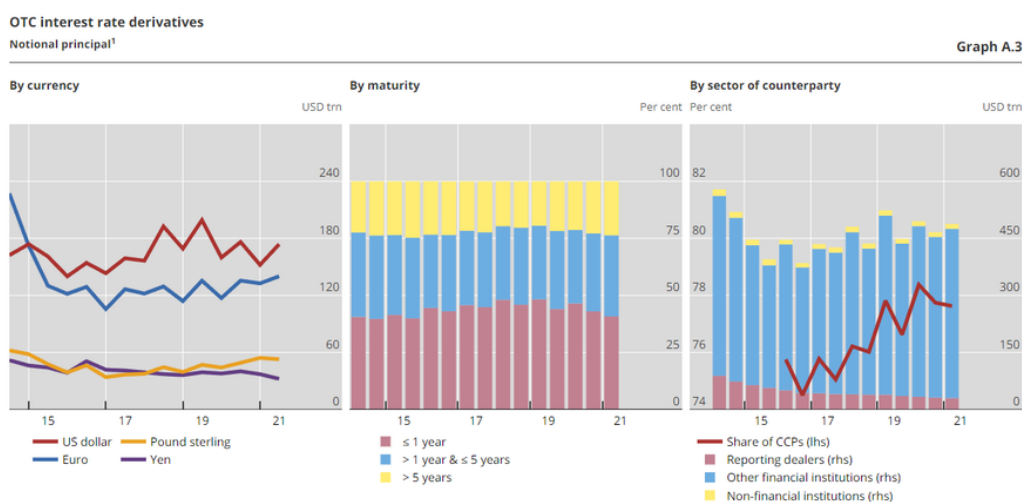 OTC interest rate derivatives
Notional principal¹
Graph A.3
By currency
USD trn
240
180
120
60
0
15 17 19 21
US dollar Pound sterling
Euro Yen
By maturity
Per cent
100
75
50
25
0
15 17 19 21
≤ 1 year
> 1 year & ≤ 5 years
> 5 years
By sector of counterparty
Per cent USD trn
82 600
80 450
78 300
76 150
74 0
15 17 19 21
Share of CCPs (lhs)
Reporting dealers (rhs)
Other financial institutions (rhs)
Non-financial institutions (rhs)